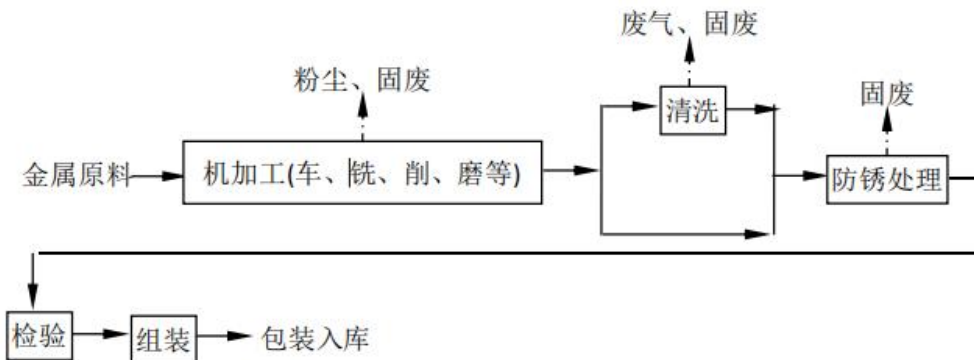 废气、固废
粉尘、固废
清洗
固废
金属原料
机加工(车、铣、削、磨等)
防锈处理
检验
组装
包装入库